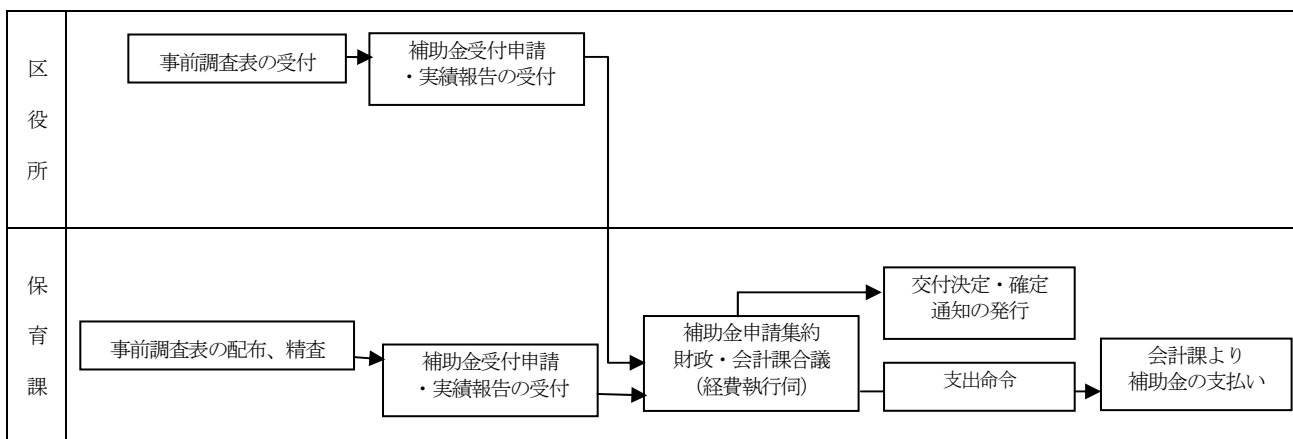 区役所
事前調査表の受付
補助金受付申請
・実績報告の受付
保育課
事前調査表の配布、精査
補助金受付申請
・実績報告の受付
補助金申請集約
財政・会計課合議
(経費執行伺)
交付決定・確定
通知の発行
支出命令
会計課より
補助金の支払い